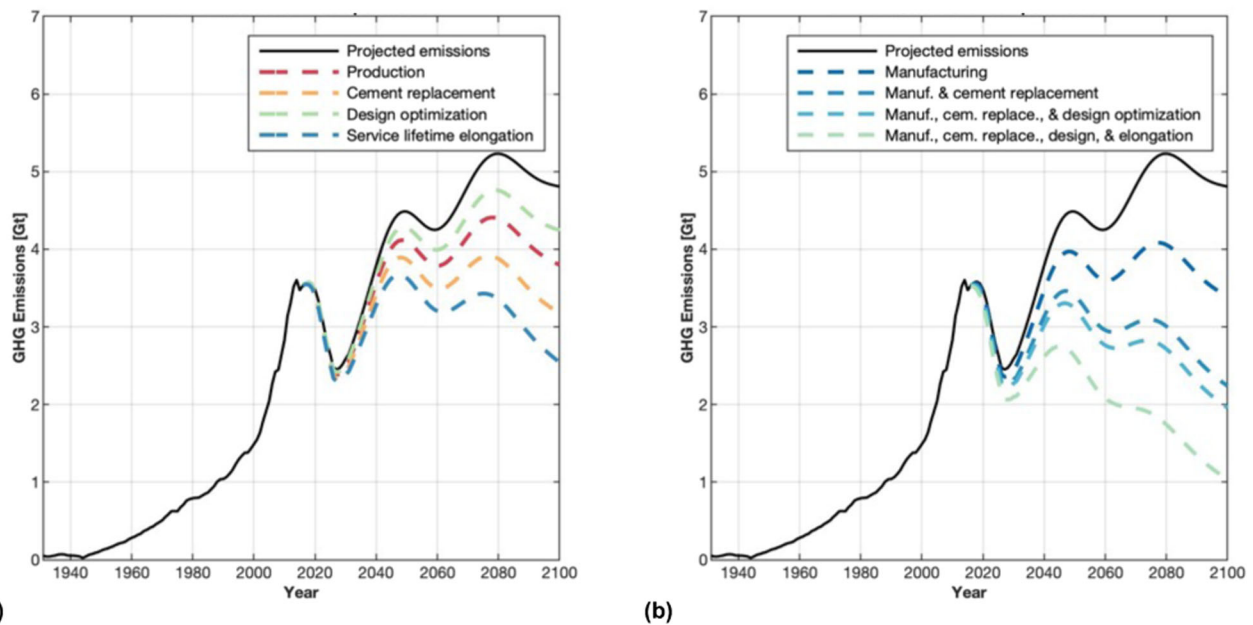 7
6
5
4
3
2
1
0
GHG Emissions [Gt]
Projected emissions
Production
Cement replacement
Design optimization
Service lifetime elongation
1940 1960 1980 2000 2020 2040 2060 2080 2100
Year
)
7
6
5
4
3
2
1
0
GHG Emissions [Gt]
Projected emissions
Manufacturing
Manuf. & cement replacement
Manuf., cem. replace., & design optimization
Manuf., cem. replace., design, & elongation
1940 1960 1980 2000 2020 2040 2060 2080 2100
Year
(b)